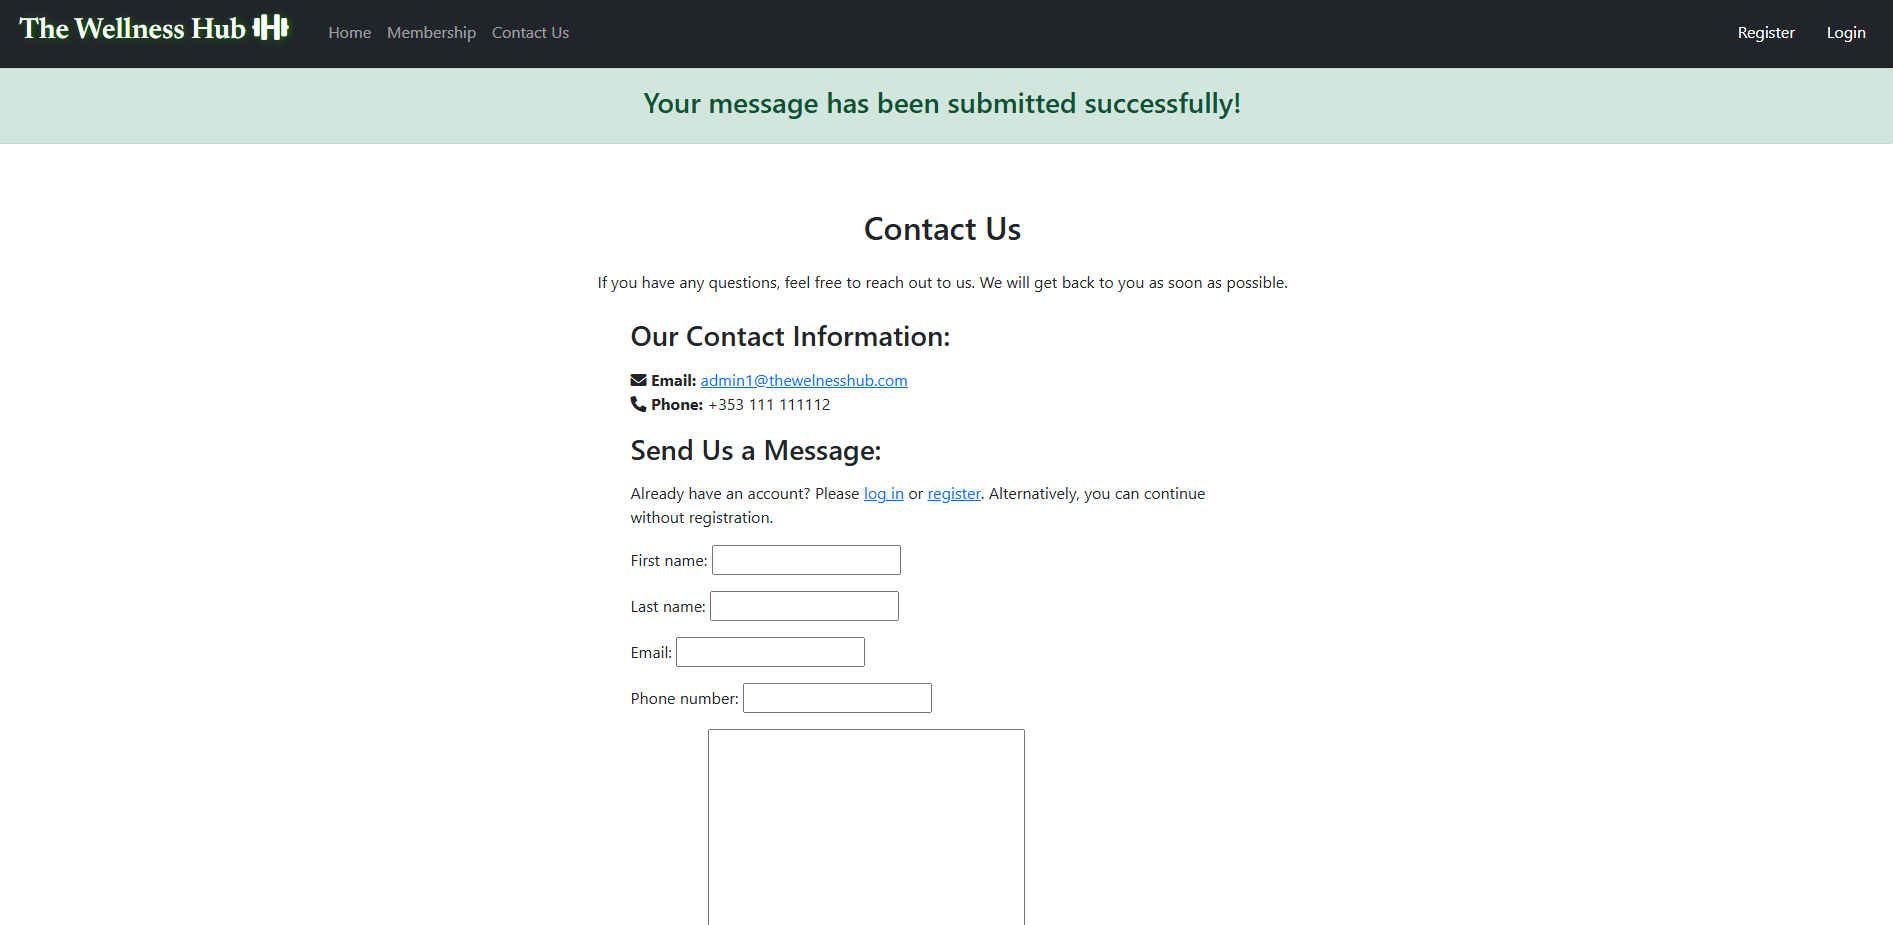 The Wellness Hub
Home Membership Contact Us Register Login
Your message has been submitted successfully!
Contact Us
If you have any questions, feel free to reach out to us. We will get back to you as soon as possible.
Our Contact Information:
Email: admin1@thewelnesshub.com
Phone: +353 111 111112
Send Us a Message:
Already have an account? Please log in or register. Alternatively, you can continue
without registration.
First name:
Last name:
Email:
Phone number: